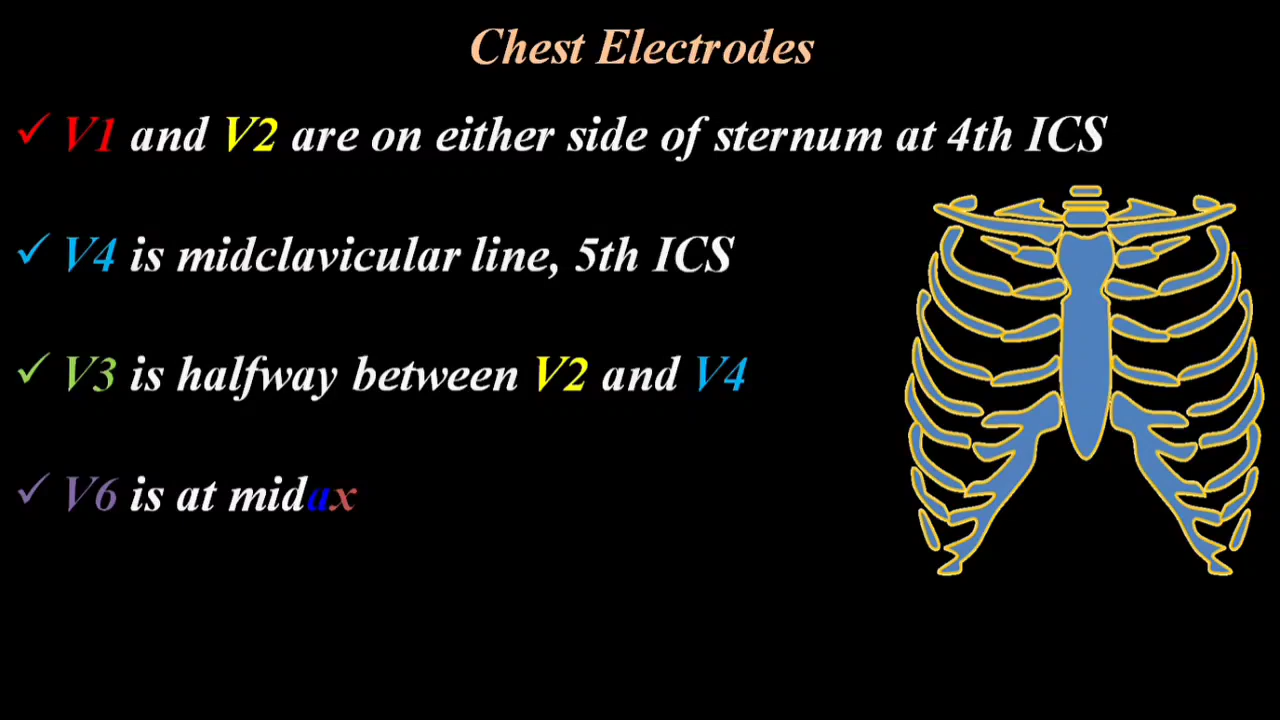 Chest Electrodes
✓ V1 and V2 are on either side of sternum at 4th ICS
✓ V4 is midclavicular line, 5th ICS
✓ V3 is halfway between V2 and V4
✓ V6 is at midax